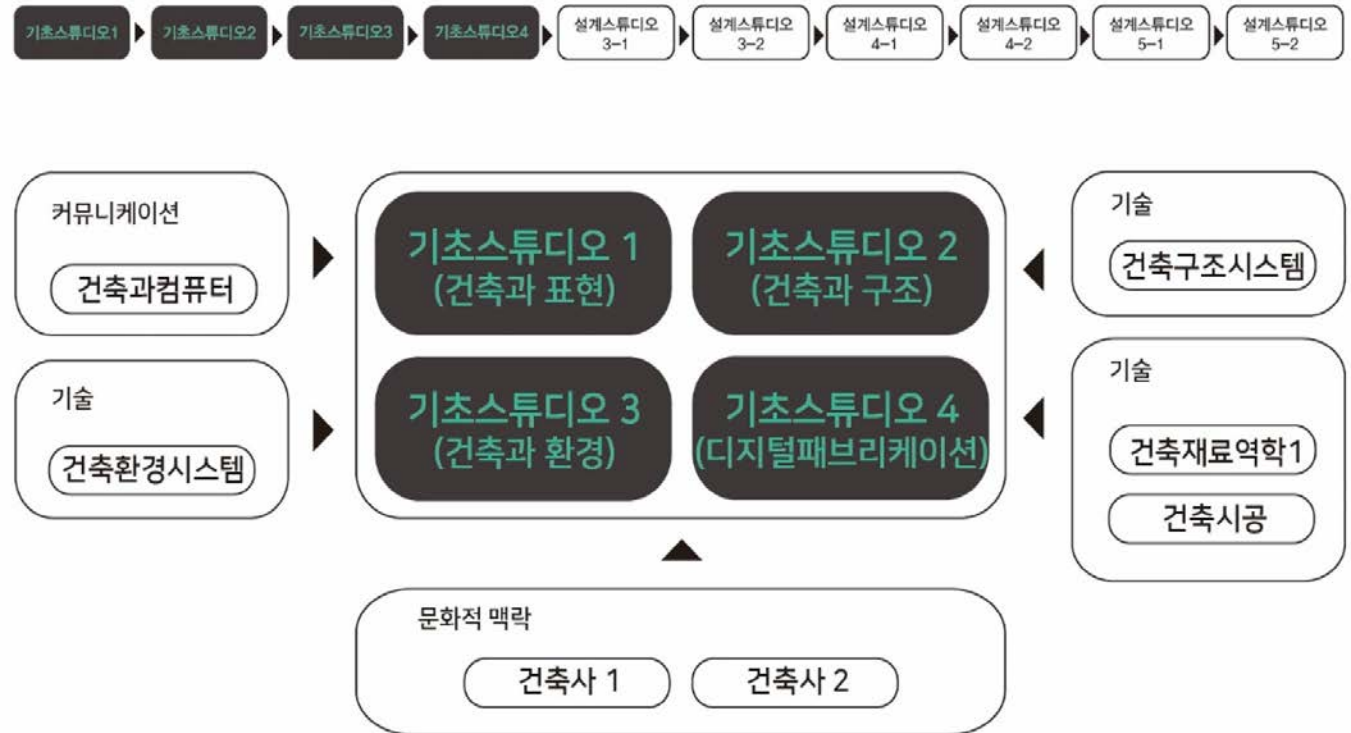 기초스튜디오1
기초스튜디오2
기초스튜디오3
기초스튜디오4
설계스튜디오
3-1
설계스튜디오
3-2
설계스튜디오
4-1
설계스튜디오
4-2
설계스튜디오
5-1
설계스튜디오
5-2
커뮤니케이션
건축과컴퓨터
기술
건축환경시스템
기초스튜디오 1
(건축과 표현)
기초스튜디오 2
(건축과 구조)
기초스튜디오 3
(건축과 환경)
기초스튜디오 4
(디지털패브리케이션)
기술
건축구조시스템
기술
건축재료역학1
건축시공
문화적 맥락
건축사 1
건축사 2